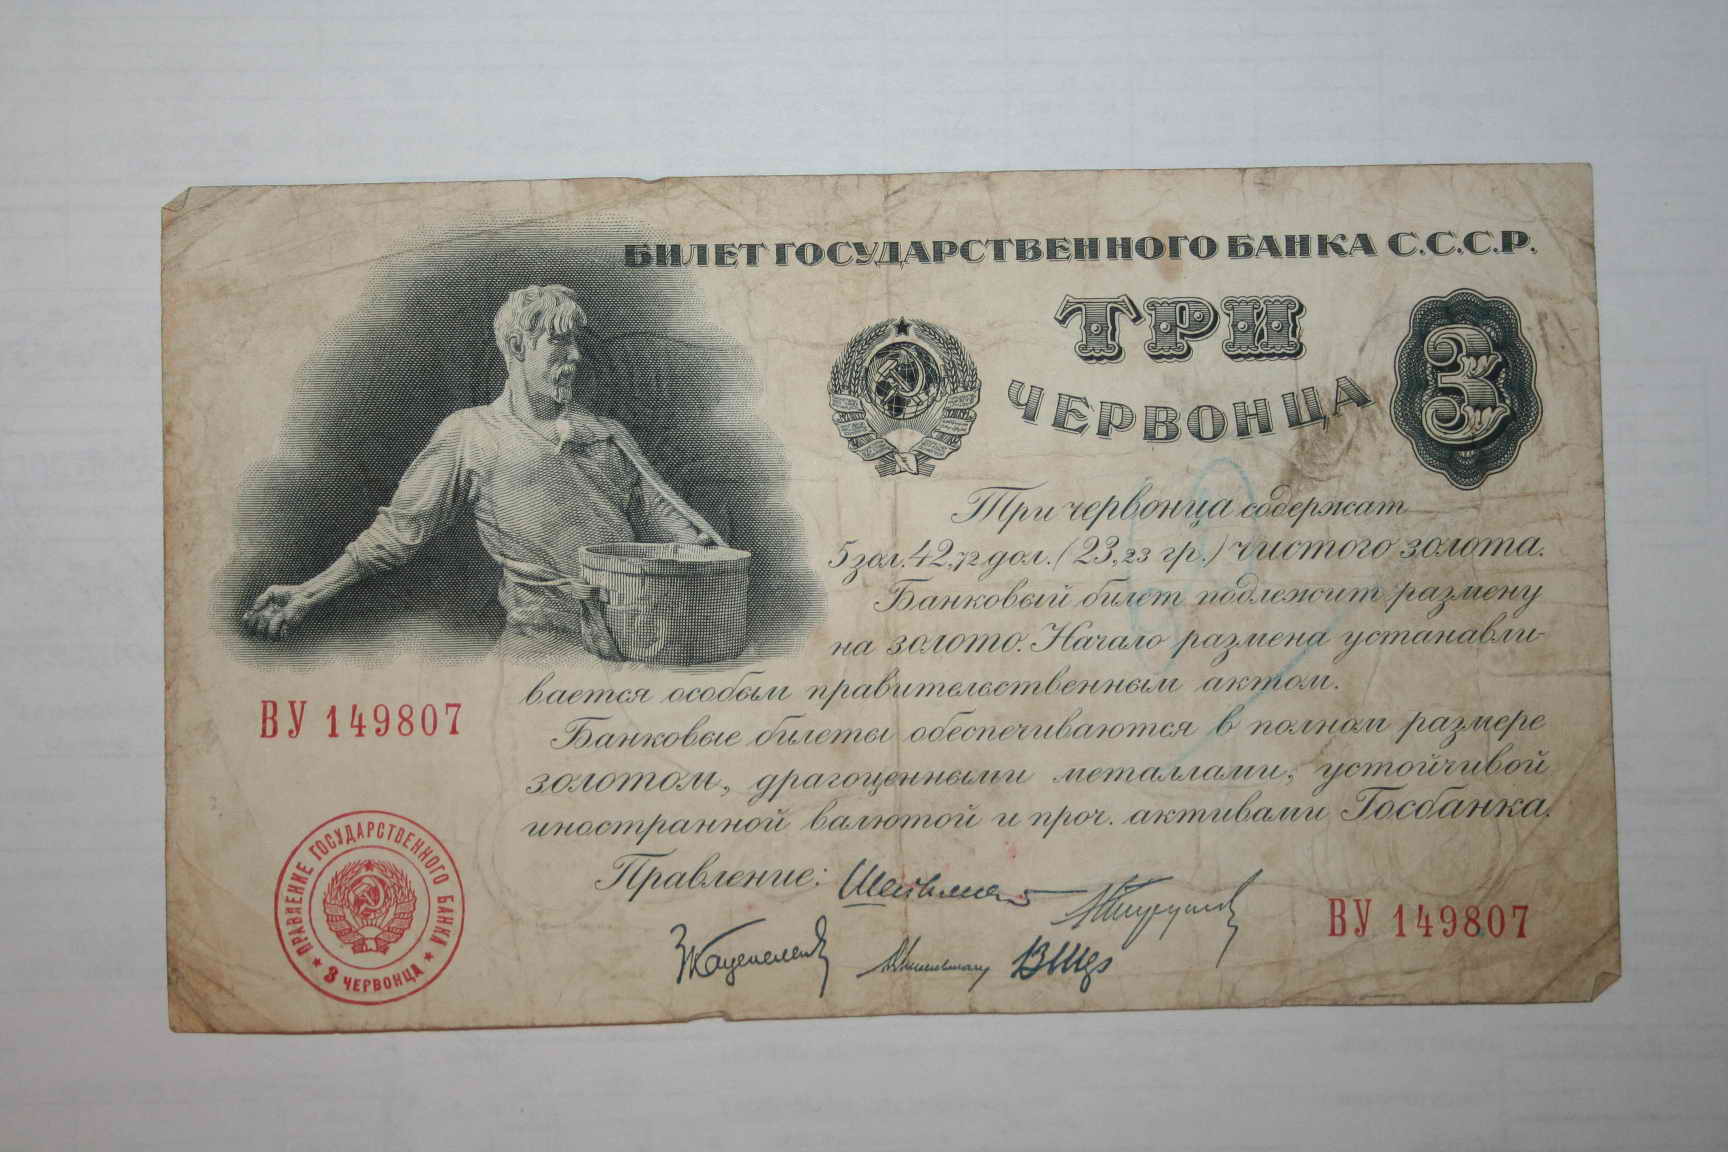 БИЛЕТ ГОСУДАРСТВЕННОГО БАНКА С.С.С.Р.
ТРИ
ЧЕРВОНЦА
3
Три червонца содержат
5 зол. 42,72 дол. (23,23 гр.) чистого золота.
Банковый билет подлежит размену
на золото. Начало размена устанавли-
вается особым правительственным актом.
Банковые билеты обеспечиваются в полном размере
золотом, драгоценными металлами, устойчивой
иностранной валютой и проч. активами Госбанка.
Правление:
ВУ 149807
ВУ 149807
ПРАВЛЕНИЕ ГОСУДАРСТВЕННОГО БАНКА
★ 3 ЧЕРВОНЦА ★